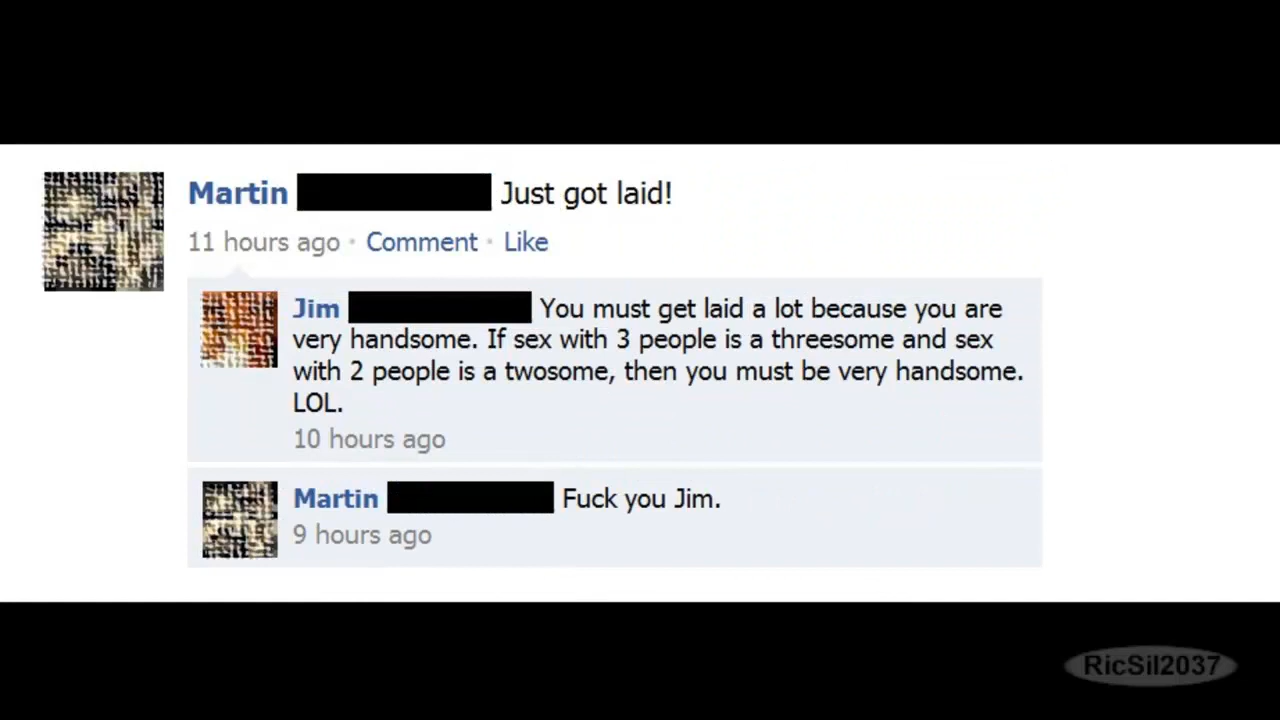 Martin Just got laid!
11 hours ago · Comment · Like
Jim You must get laid a lot because you are
very handsome. If sex with 3 people is a threesome and sex
with 2 people is a twosome, then you must be very handsome.
LOL.
10 hours ago
Martin Fuck you Jim.
9 hours ago
RicSil2037